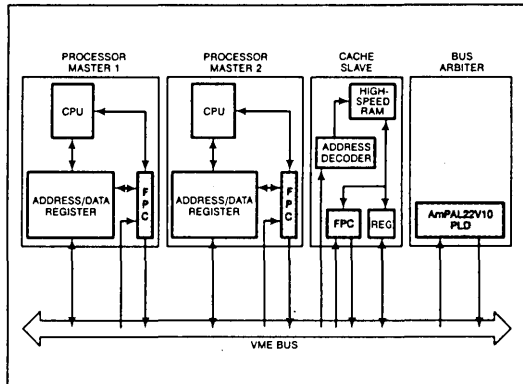 PROCESSOR
MASTER 1
PROCESSOR
MASTER 2
CACHE
SLAVE
BUS
ARBITER
CPU
ADDRESS/DATA
REGISTER
F
P
C
CPU
ADDRESS/DATA
REGISTER
F
P
C
HIGH-
SPEED
RAM
ADDRESS
DECODER
FPC
REG
AmPAL22V10
PLD
VME BUS